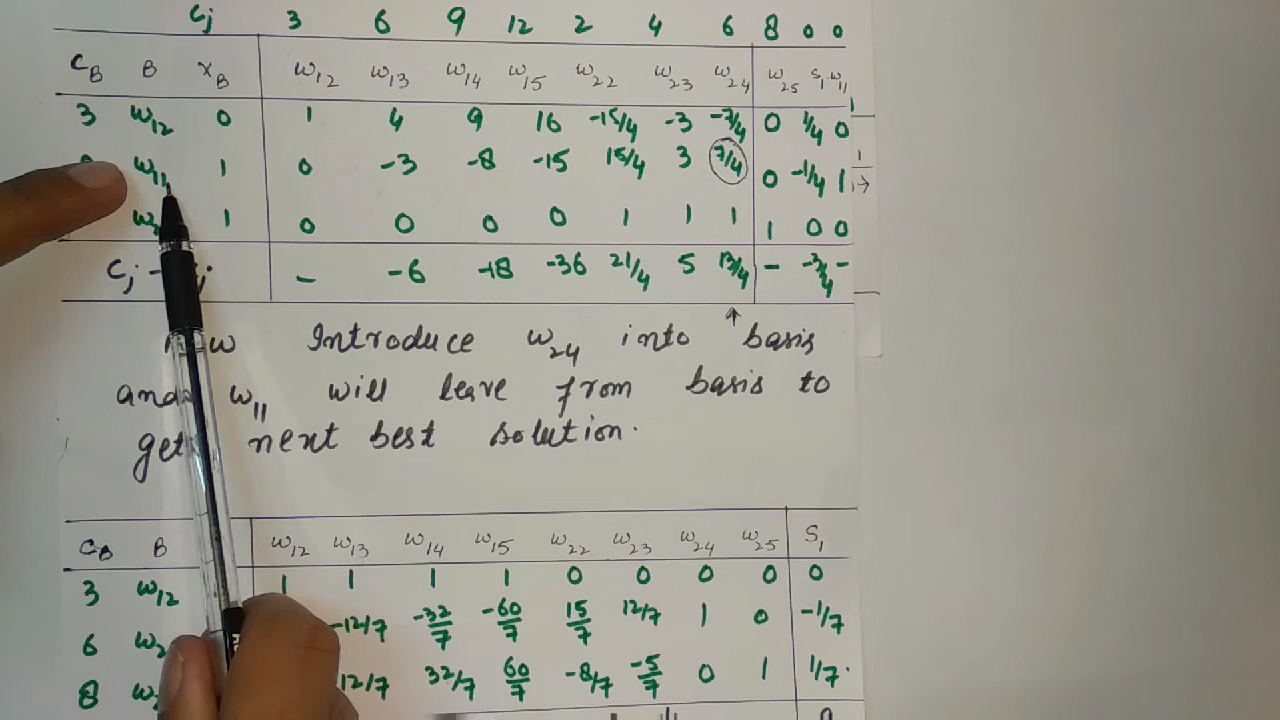 Cj 3 6 9 12 2 4 6 8 0 0
CB B XB w12 w13 w14 w15 w22 w23 w24 w25 s1 w11
3 w12 0 1 4 9 16 -15/4 -3 -7/4 0 1/4 0
w11 1 0 -3 -8 -15 15/4 3 7/4 0 -1/4 1 →
1 0 0 0 0 1 1 1 1 0 0
Cj - j - -6 -18 -36 21/4 5 13/4 - -3/4 -
↑
Introduce w24 into basis
and w11 will leave from basis to
get next best solution.
CB B w12 w13 w14 w15 w22 w23 w24 w25 S1
3 w12 1 1 1 1 0 0 0 0 0
6 -12/7 -32/7 -60/7 15/7 12/7 1 0 -1/7
8 12/7 32/7 60/7 -8/7 -5/7 0 1 1/7.